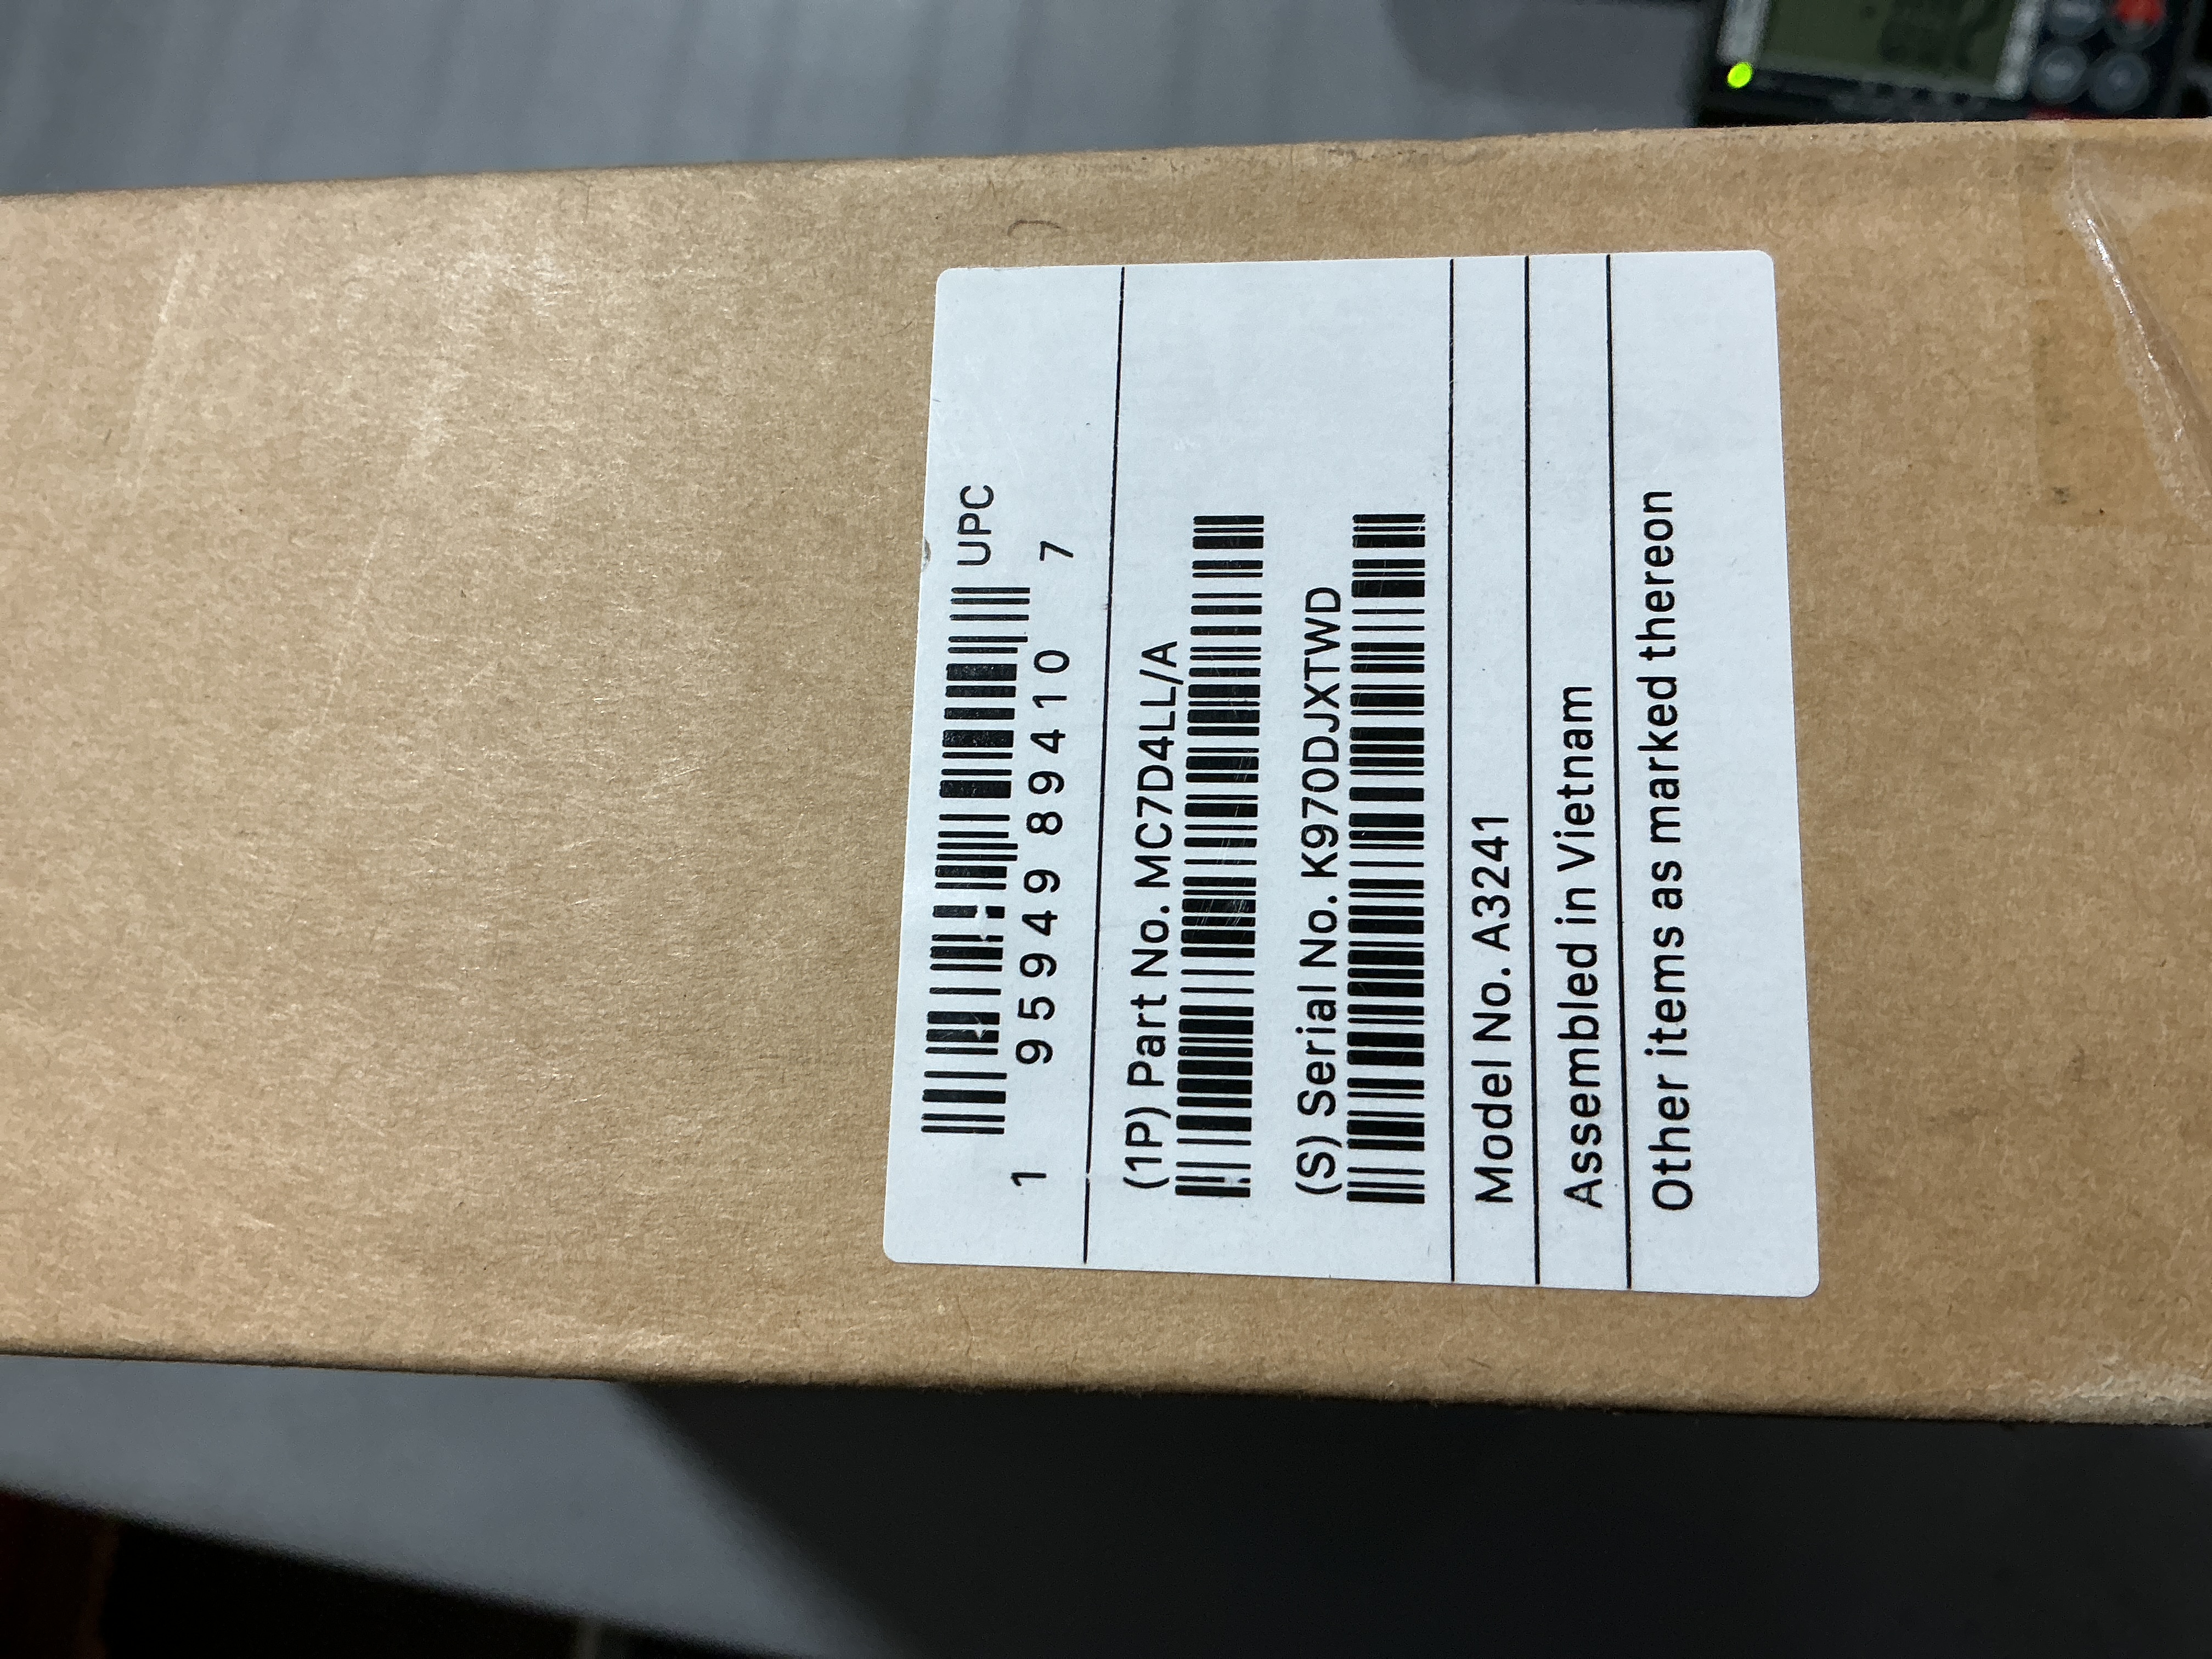 UPC
1 95949 89410 7
(1P) Part No. MC7D4LL/A
(S) Serial No. K970DJXTWD
Model No. A3241
Assembled in Vietnam
Other items as marked thereon